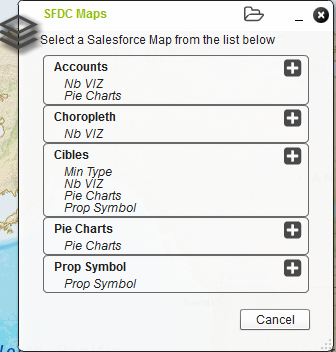 SFDC Maps
Select a Salesforce Map from the list below
Accounts
Nb VIZ
Pie Charts
Choropleth
Nb VIZ
Cibles
Min Type
Nb VIZ
Pie Charts
Prop Symbol
Pie Charts
Pie Charts
Prop Symbol
Prop Symbol
Cancel